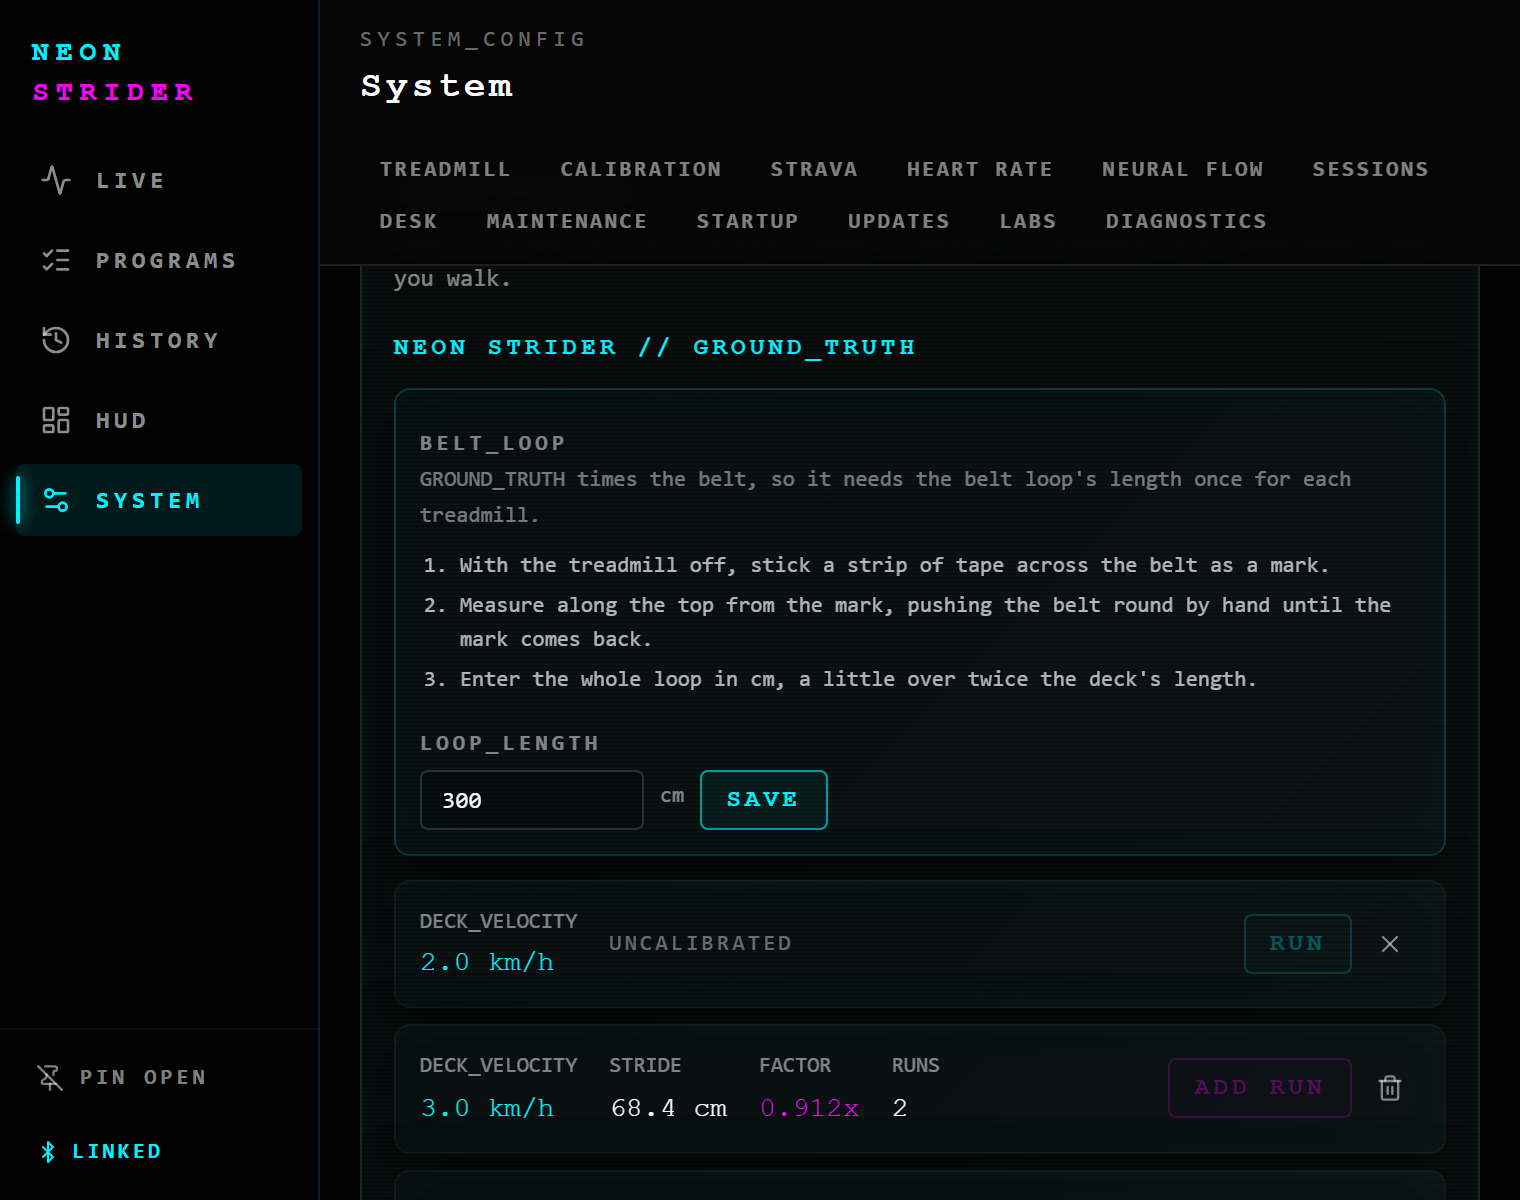 NEON
STRIDER
LIVE
PROGRAMS
HISTORY
HUD
SYSTEM
PIN OPEN
LINKED
SYSTEM_CONFIG
System
TREADMILL CALIBRATION STRAVA HEART RATE NEURAL FLOW SESSIONS
DESK MAINTENANCE STARTUP UPDATES LABS DIAGNOSTICS
you walk.
NEON STRIDER // GROUND_TRUTH
BELT_LOOP
GROUND_TRUTH times the belt, so it needs the belt loop's length once for each
treadmill.
1. With the treadmill off, stick a strip of tape across the belt as a mark.
2. Measure along the top from the mark, pushing the belt round by hand until the
mark comes back.
3. Enter the whole loop in cm, a little over twice the deck's length.
LOOP_LENGTH
300 cm SAVE
DECK_VELOCITY
2.0 km/h UNCALIBRATED RUN
DECK_VELOCITY STRIDE FACTOR RUNS
3.0 km/h 68.4 cm 0.912x 2 ADD RUN